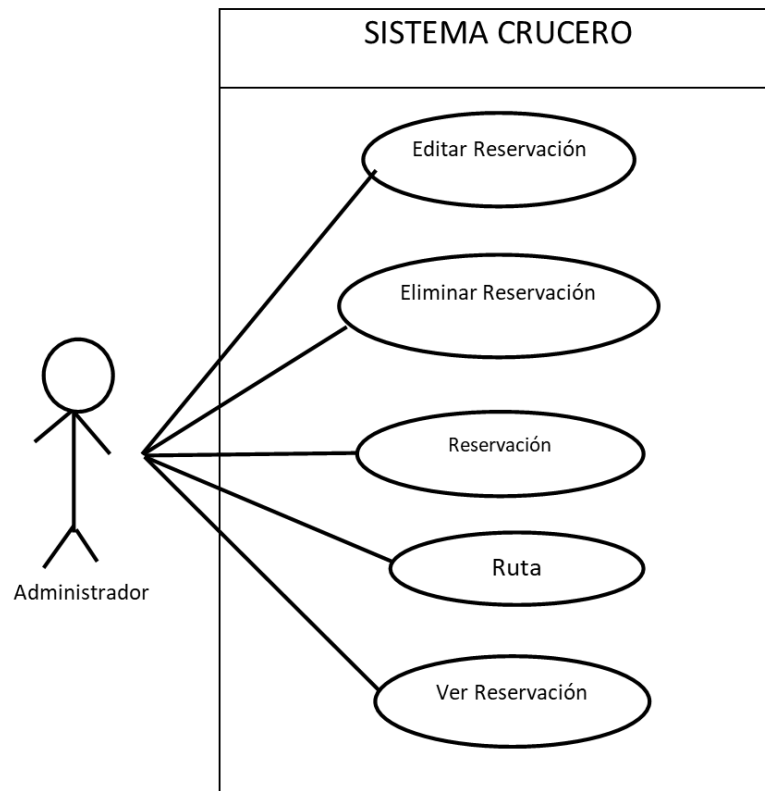 SISTEMA CRUCERO
Editar Reservación
Eliminar Reservación
Reservación
Ruta
Administrador
Ver Reservación